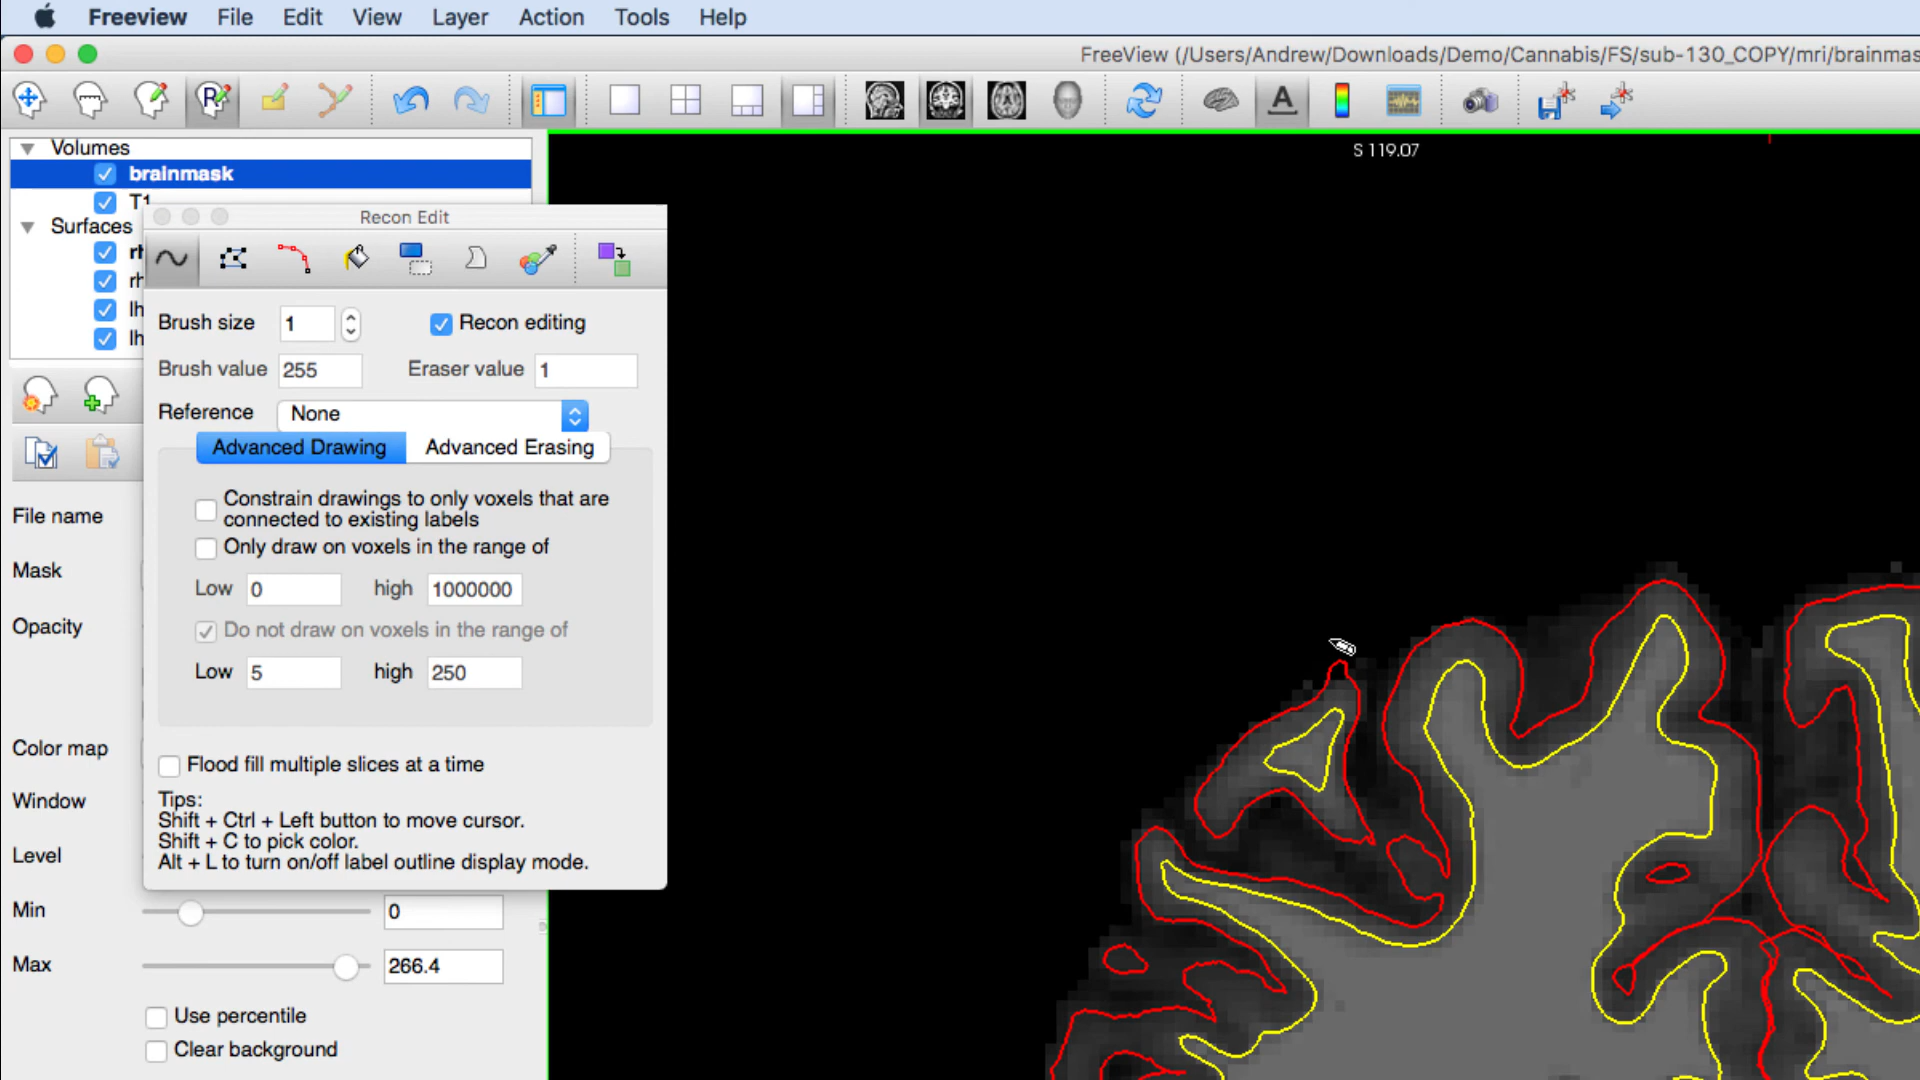 Freeview File Edit View Layer Action Tools Help
FreeView (/Users/Andrew/Downloads/Demo/Cannabis/FS/sub-130_COPY/mri/brainmas
Volumes
brainmask
T1
Surfaces
rh
rh
lh
lh
S 119.07
Recon Edit
Brush size 1 Recon editing
Brush value 255 Eraser value 1
Reference None
Advanced Drawing Advanced Erasing
Constrain drawings to only voxels that are
connected to existing labels
Only draw on voxels in the range of
Low 0 high 1000000
Do not draw on voxels in the range of
Low 5 high 250
Flood fill multiple slices at a time
Tips:
Shift + Ctrl + Left button to move cursor.
Shift + C to pick color.
Alt + L to turn on/off label outline display mode.
File name
Mask
Opacity
Color map
Window
Level
Min 0
Max 266.4
Use percentile
Clear background